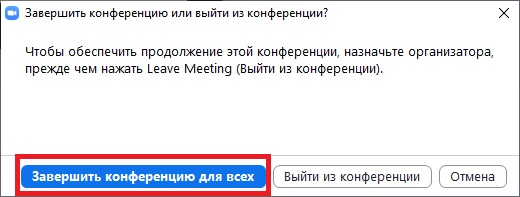 Завершить конференцию или выйти из конференции?
Чтобы обеспечить продолжение этой конференции, назначьте организатора,
прежде чем нажать Leave Meeting (Выйти из конференции).
Завершить конференцию для всех
Выйти из конференции
Отмена